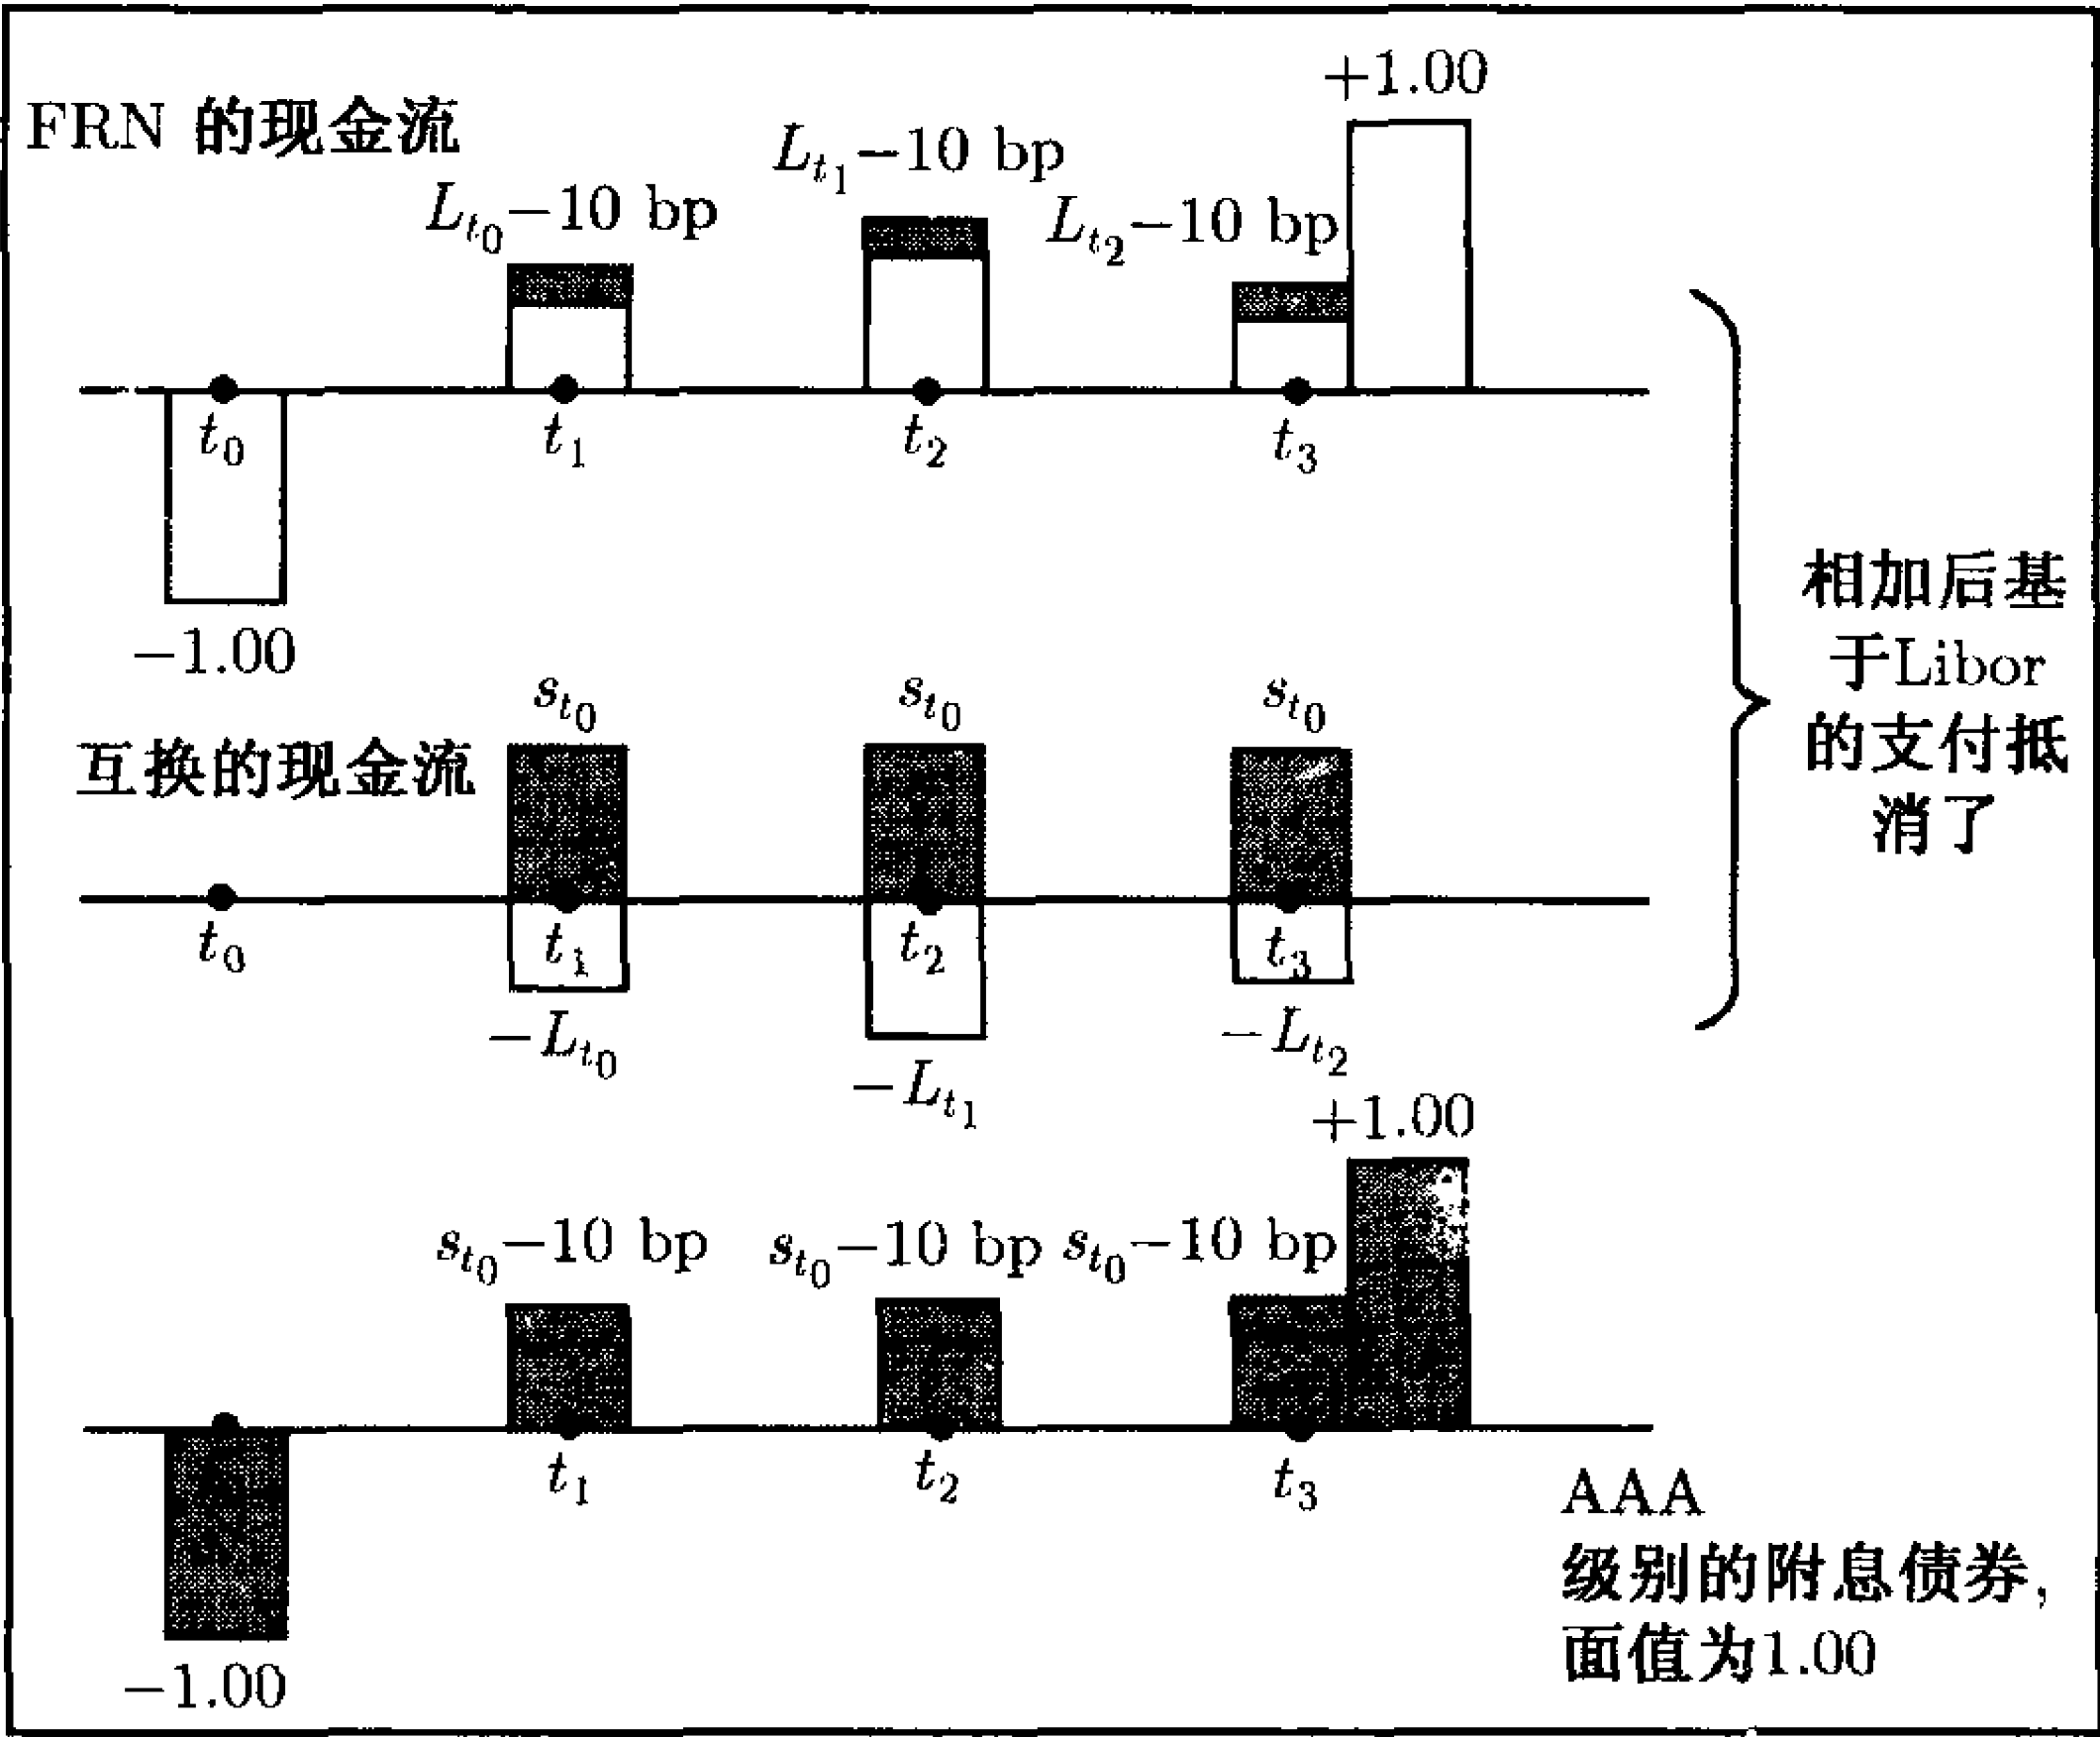 +1.00
FRN 的现金流
$L_{t_0}-10$ bp
$L_{t_1}-10$ bp
$L_{t_2}-10$ bp
$t_0$
$t_1$
$t_2$
$t_3$
−1.00
相加后基
于Libor
的支付抵
消了
$s_{t_0}$
$s_{t_0}$
$s_{t_0}$
互换的现金流
$t_0$
$t_1$
$t_2$
$t_3$
$-L_{t_0}$
$-L_{t_1}$
$-L_{t_2}$
+1.00
$s_{t_0}-10$ bp
$s_{t_0}-10$ bp
$s_{t_0}-10$ bp
$t_1$
$t_2$
$t_3$
−1.00
AAA
级别的附息债券,
面值为1.00